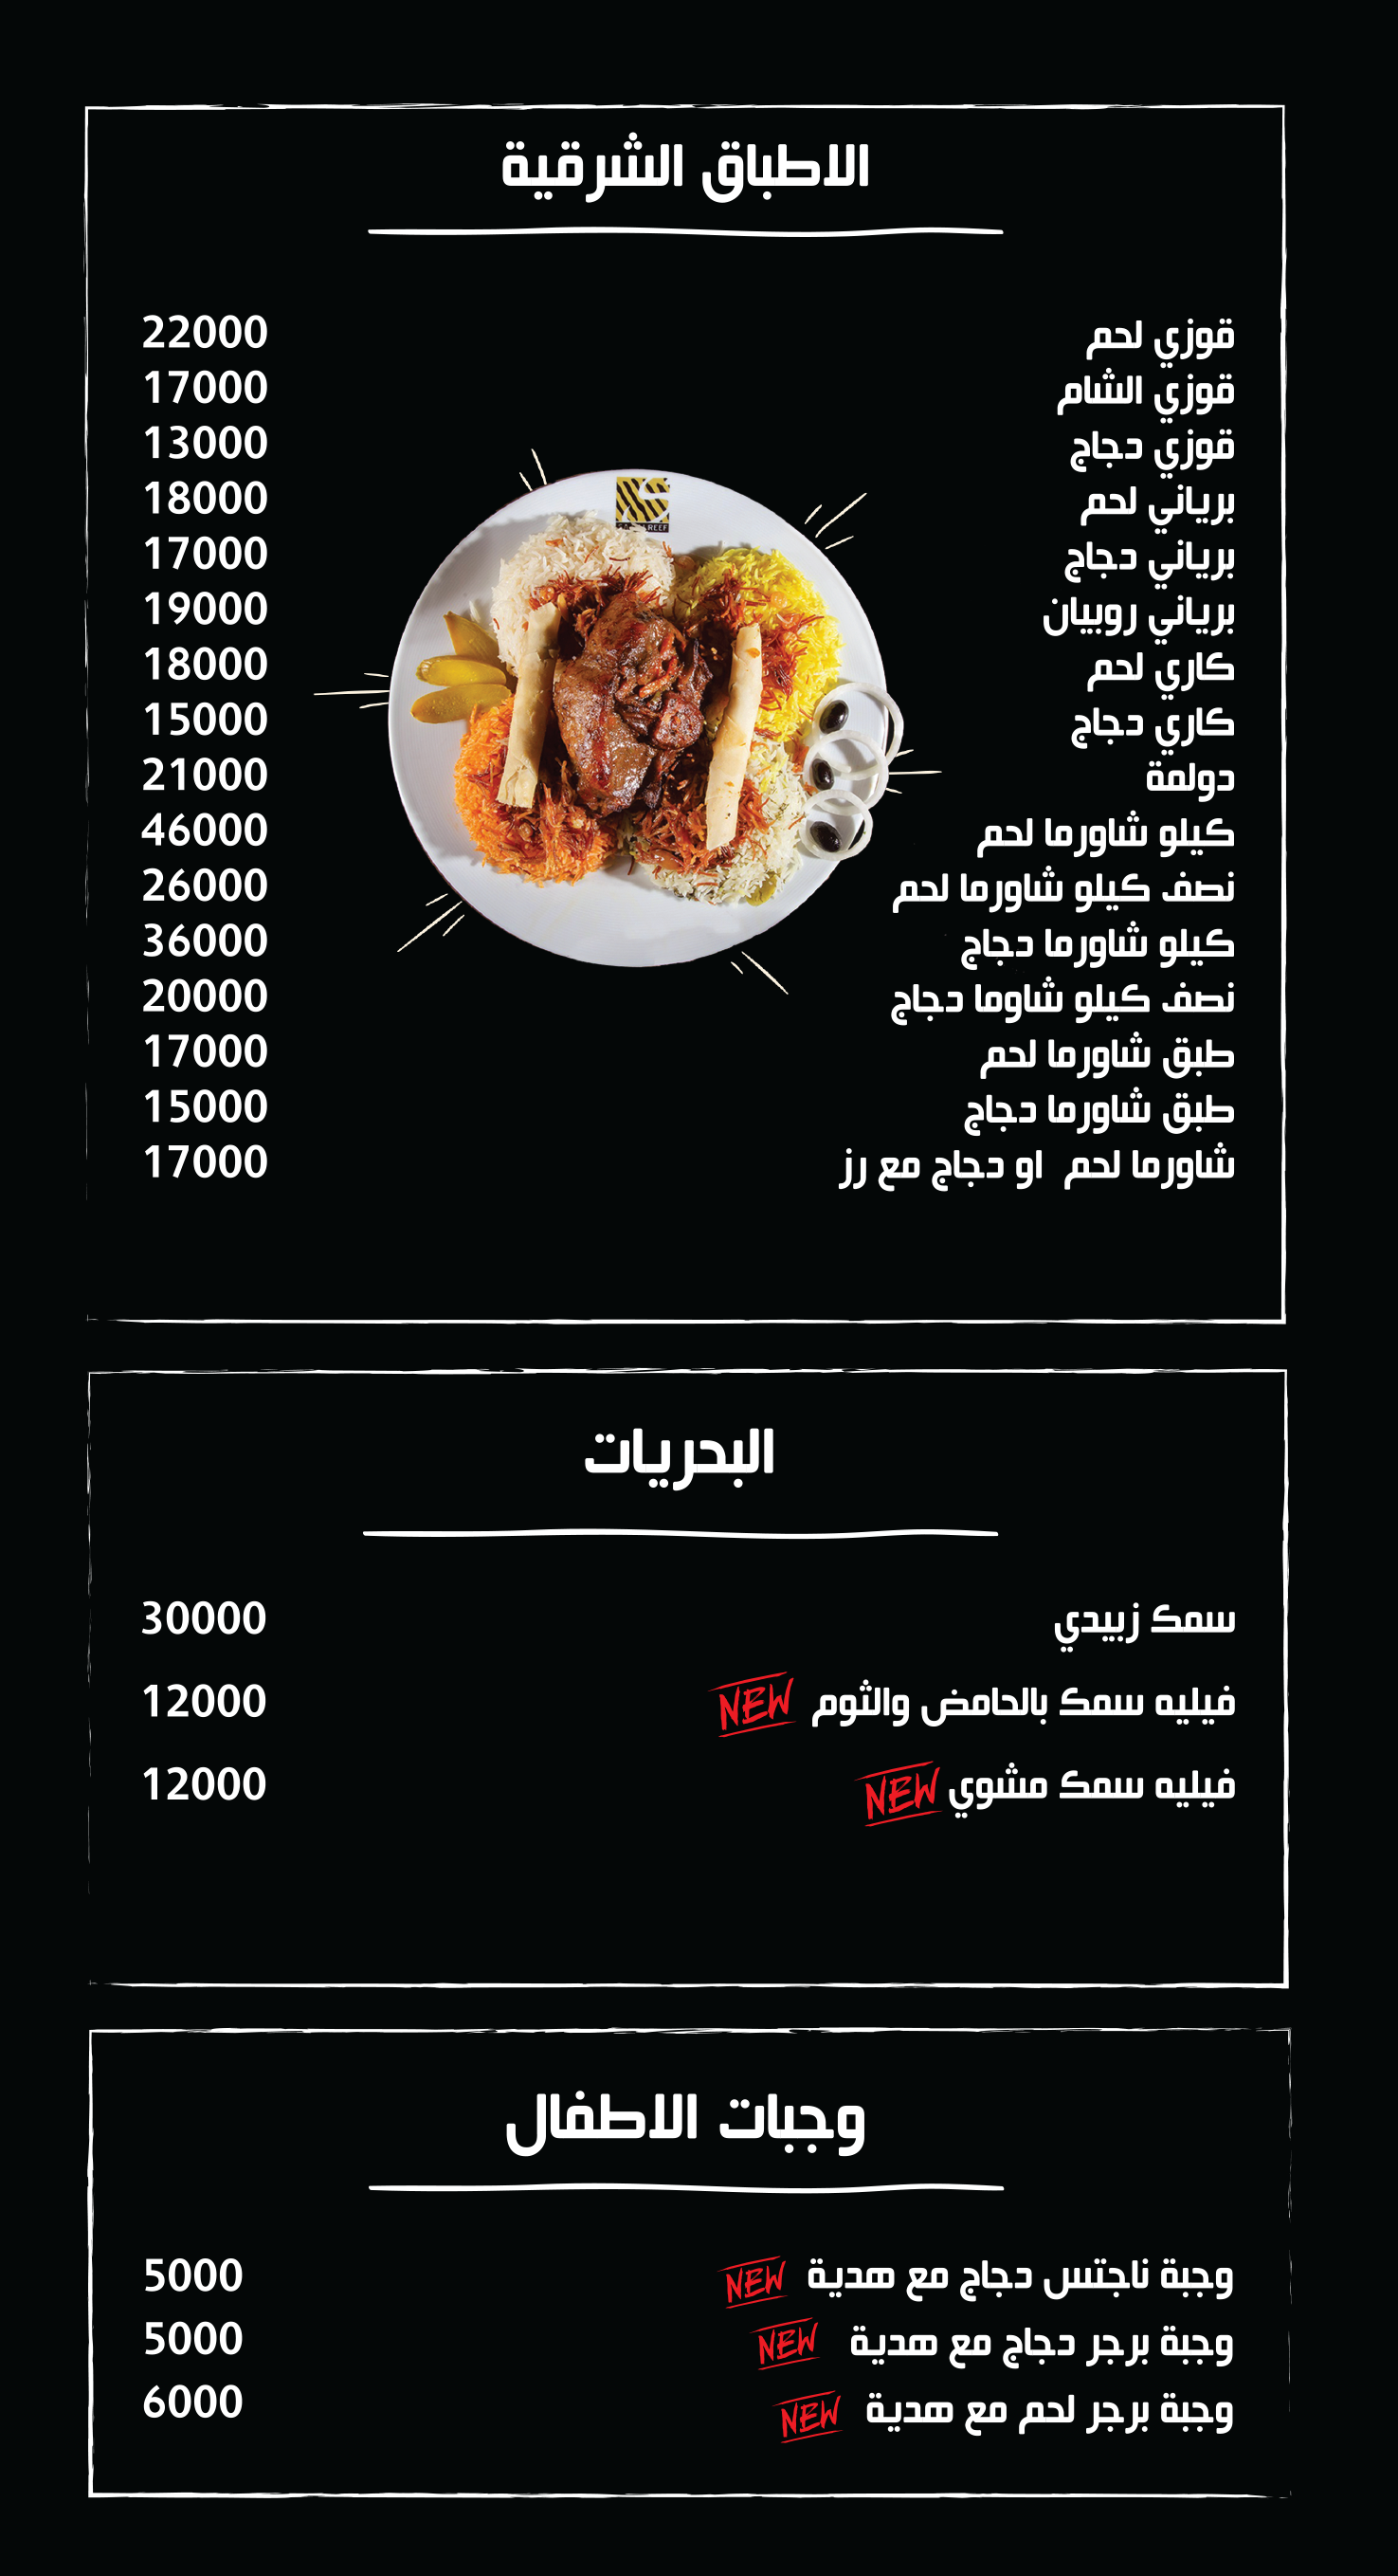 الاطباق الشرقية
قوزي لحم 22000
قوزي الشام 17000
قوزي دجاج 13000
برياني لحم 18000
برياني دجاج 17000
برياني روبيان 19000
كاري لحم 18000
كاري دجاج 15000
دولمة 21000
كيلو شاورما لحم 46000
نصف كيلو شاورما لحم 26000
كيلو شاورما دجاج 36000
نصف كيلو شاوما دجاج 20000
طبق شاورما لحم 17000
طبق شاورما دجاج 15000
شاورما لحم او دجاج مع رز 17000
REEF
البحريات
سمك زبيدي 30000
فيليه سمك بالحامض والثوم NEW 12000
فيليه سمك مشوي NEW 12000
وجبات الاطفال
وجبة ناجتس دجاج مع هدية NEW 5000
وجبة برجر دجاج مع هدية NEW 5000
وجبة برجر لحم مع هدية NEW 6000